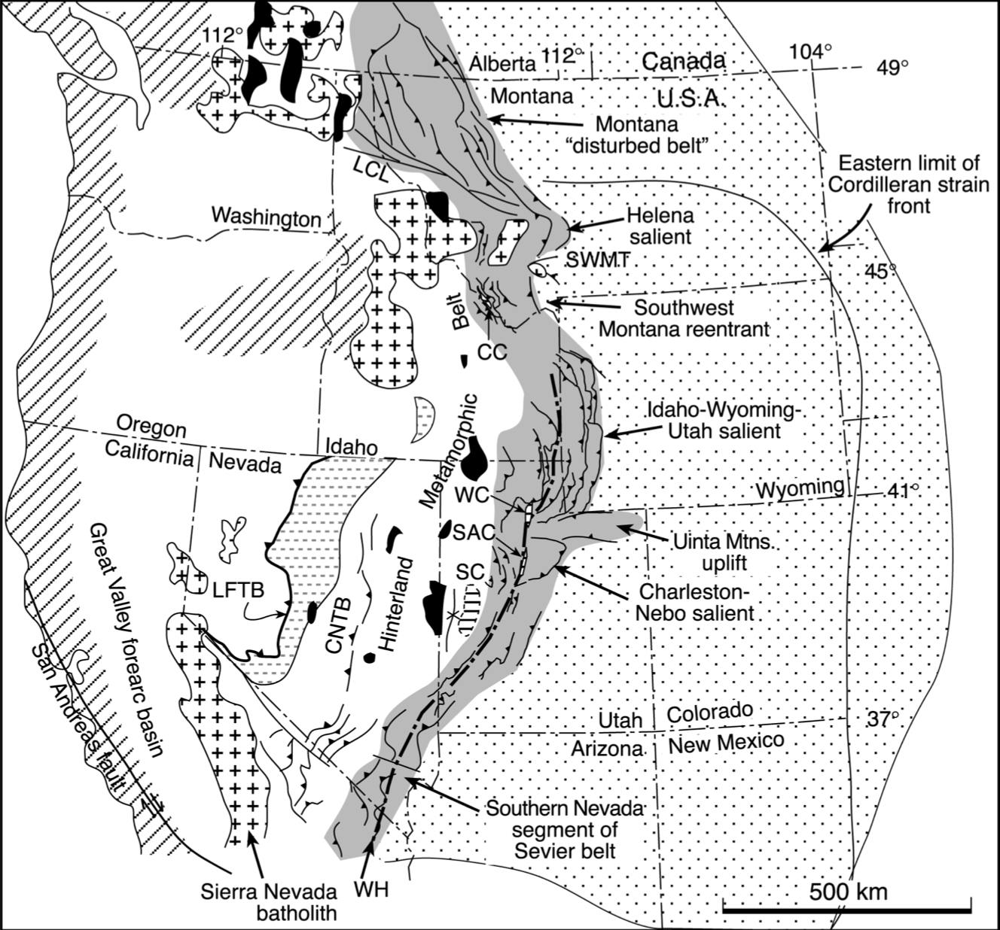 112°
Alberta
112°
Canada
104°
49°
Montana
U.S.A.
Montana
"disturbed belt"
Eastern limit of
Cordilleran strain
front
LCL
Washington
Helena
salient
SWMT
45°
Southwest
Montana reentrant
Belt
CC
Idaho-Wyoming-
Utah salient
Oregon
California
Nevada
Idaho
Metamorphic
WC
Wyoming
41°
SAC
Uinta Mtns.
uplift
SC
LFTB
Charleston-
Nebo salient
CNTB
Hinterland
Great Valley forearc basin
San Andreas fault
Utah
Colorado
37°
Arizona
New Mexico
Southern Nevada
segment of
Sevier belt
Sierra Nevada
batholith
WH
500 km